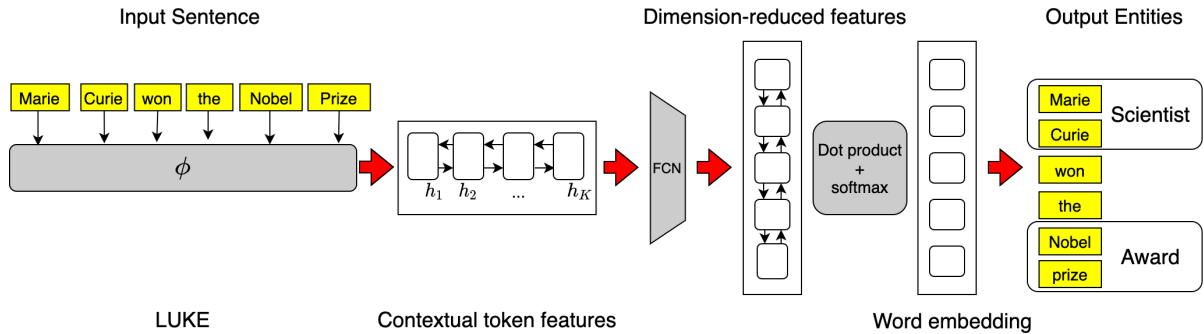 Input Sentence
Dimension-reduced features
Output Entities
Marie Curie won the Nobel Prize
ϕ
h₁ h₂ ... h_K
FCN
Dot product
+
softmax
Marie
Curie
Scientist
won
the
Nobel
prize
Award
LUKE
Contextual token features
Word embedding